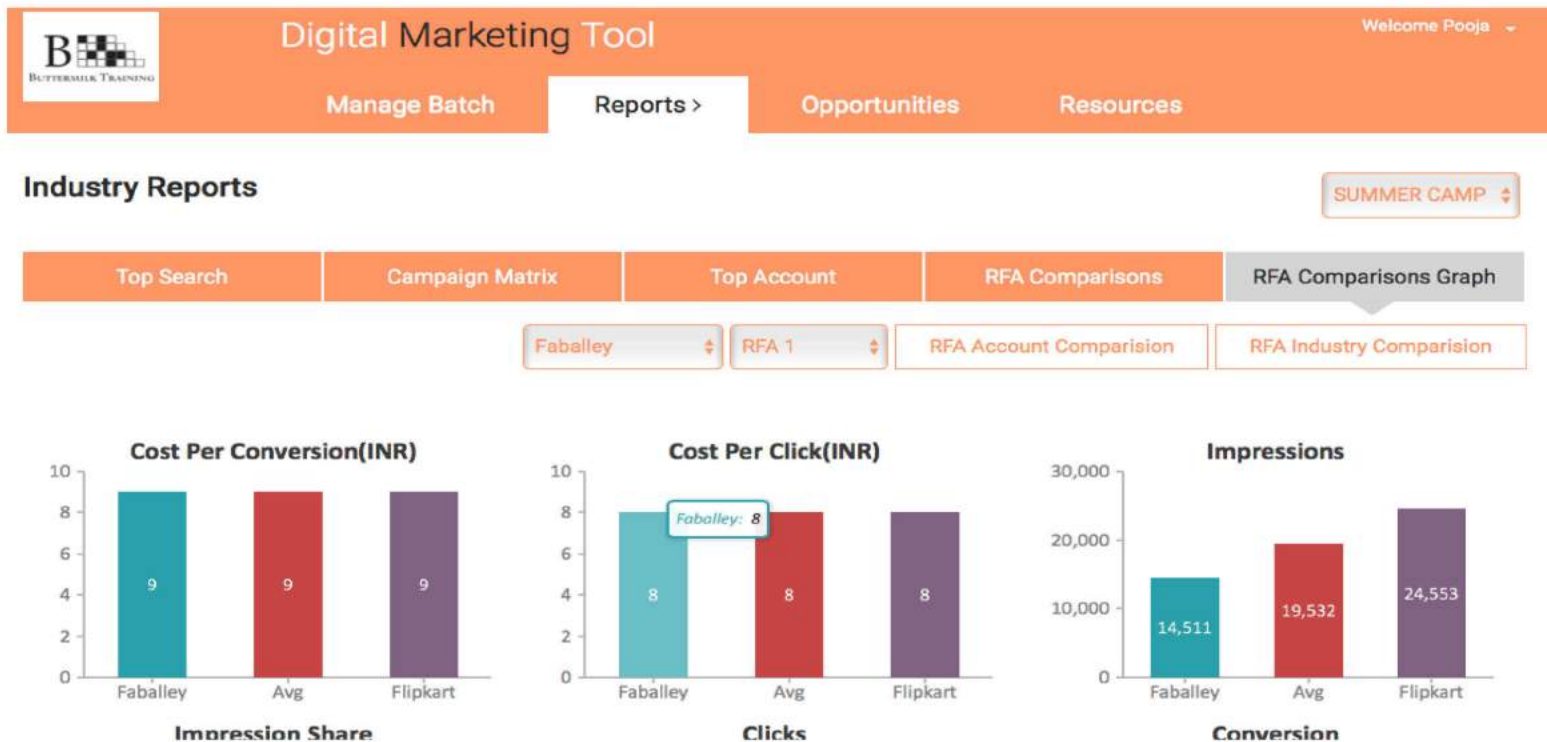 B
BUTTERMILK TRAINING
Digital Marketing Tool
Welcome Pooja
Manage Batch
Reports >
Opportunities
Resources
Industry Reports
SUMMER CAMP
Top Search
Campaign Matrix
Top Account
RFA Comparisons
RFA Comparisons Graph
Faballey
RFA 1
RFA Account Comparision
RFA Industry Comparision
Cost Per Conversion(INR)
10
8
6
4
2
0
9
9
9
Faballey
Avg
Flipkart
Cost Per Click(INR)
10
8
6
4
2
0
Faballey: 8
8
8
8
Faballey
Avg
Flipkart
Impressions
30,000
20,000
10,000
0
14,511
19,532
24,553
Faballey
Avg
Flipkart
Impression Share
Clicks
Conversion